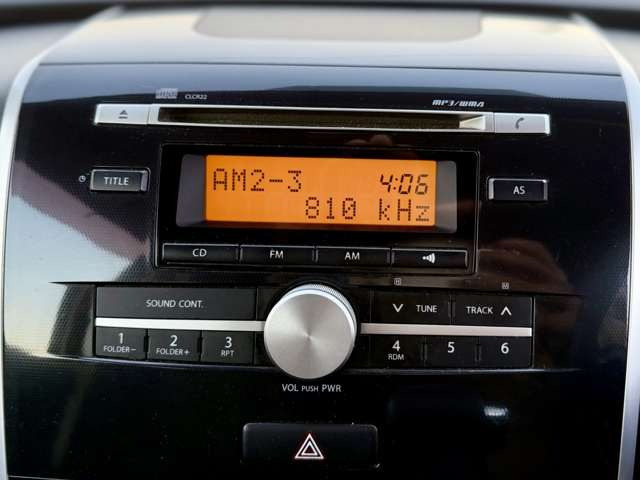 CLCR22
MP3/WMA
TITLE
AM2-3 4:06
810 kHz
AS
CD FM AM
SOUND CONT.
TUNE TRACK
1 2 3 4 5 6
FOLDER− FOLDER+ RPT RDM
VOL PUSH PWR